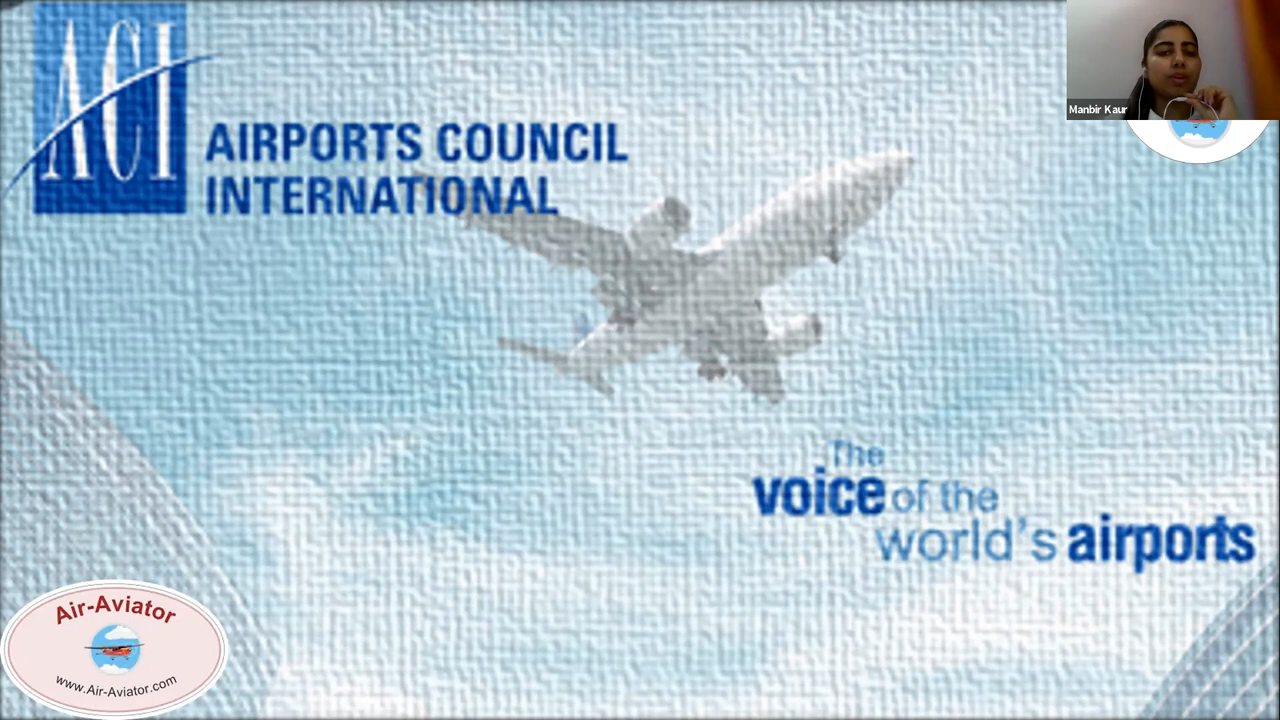 ACI
AIRPORTS COUNCIL
INTERNATIONAL
Manbir Kaur
The
voice of the
world's airports
Air-Aviator
www.Air-Aviator.com